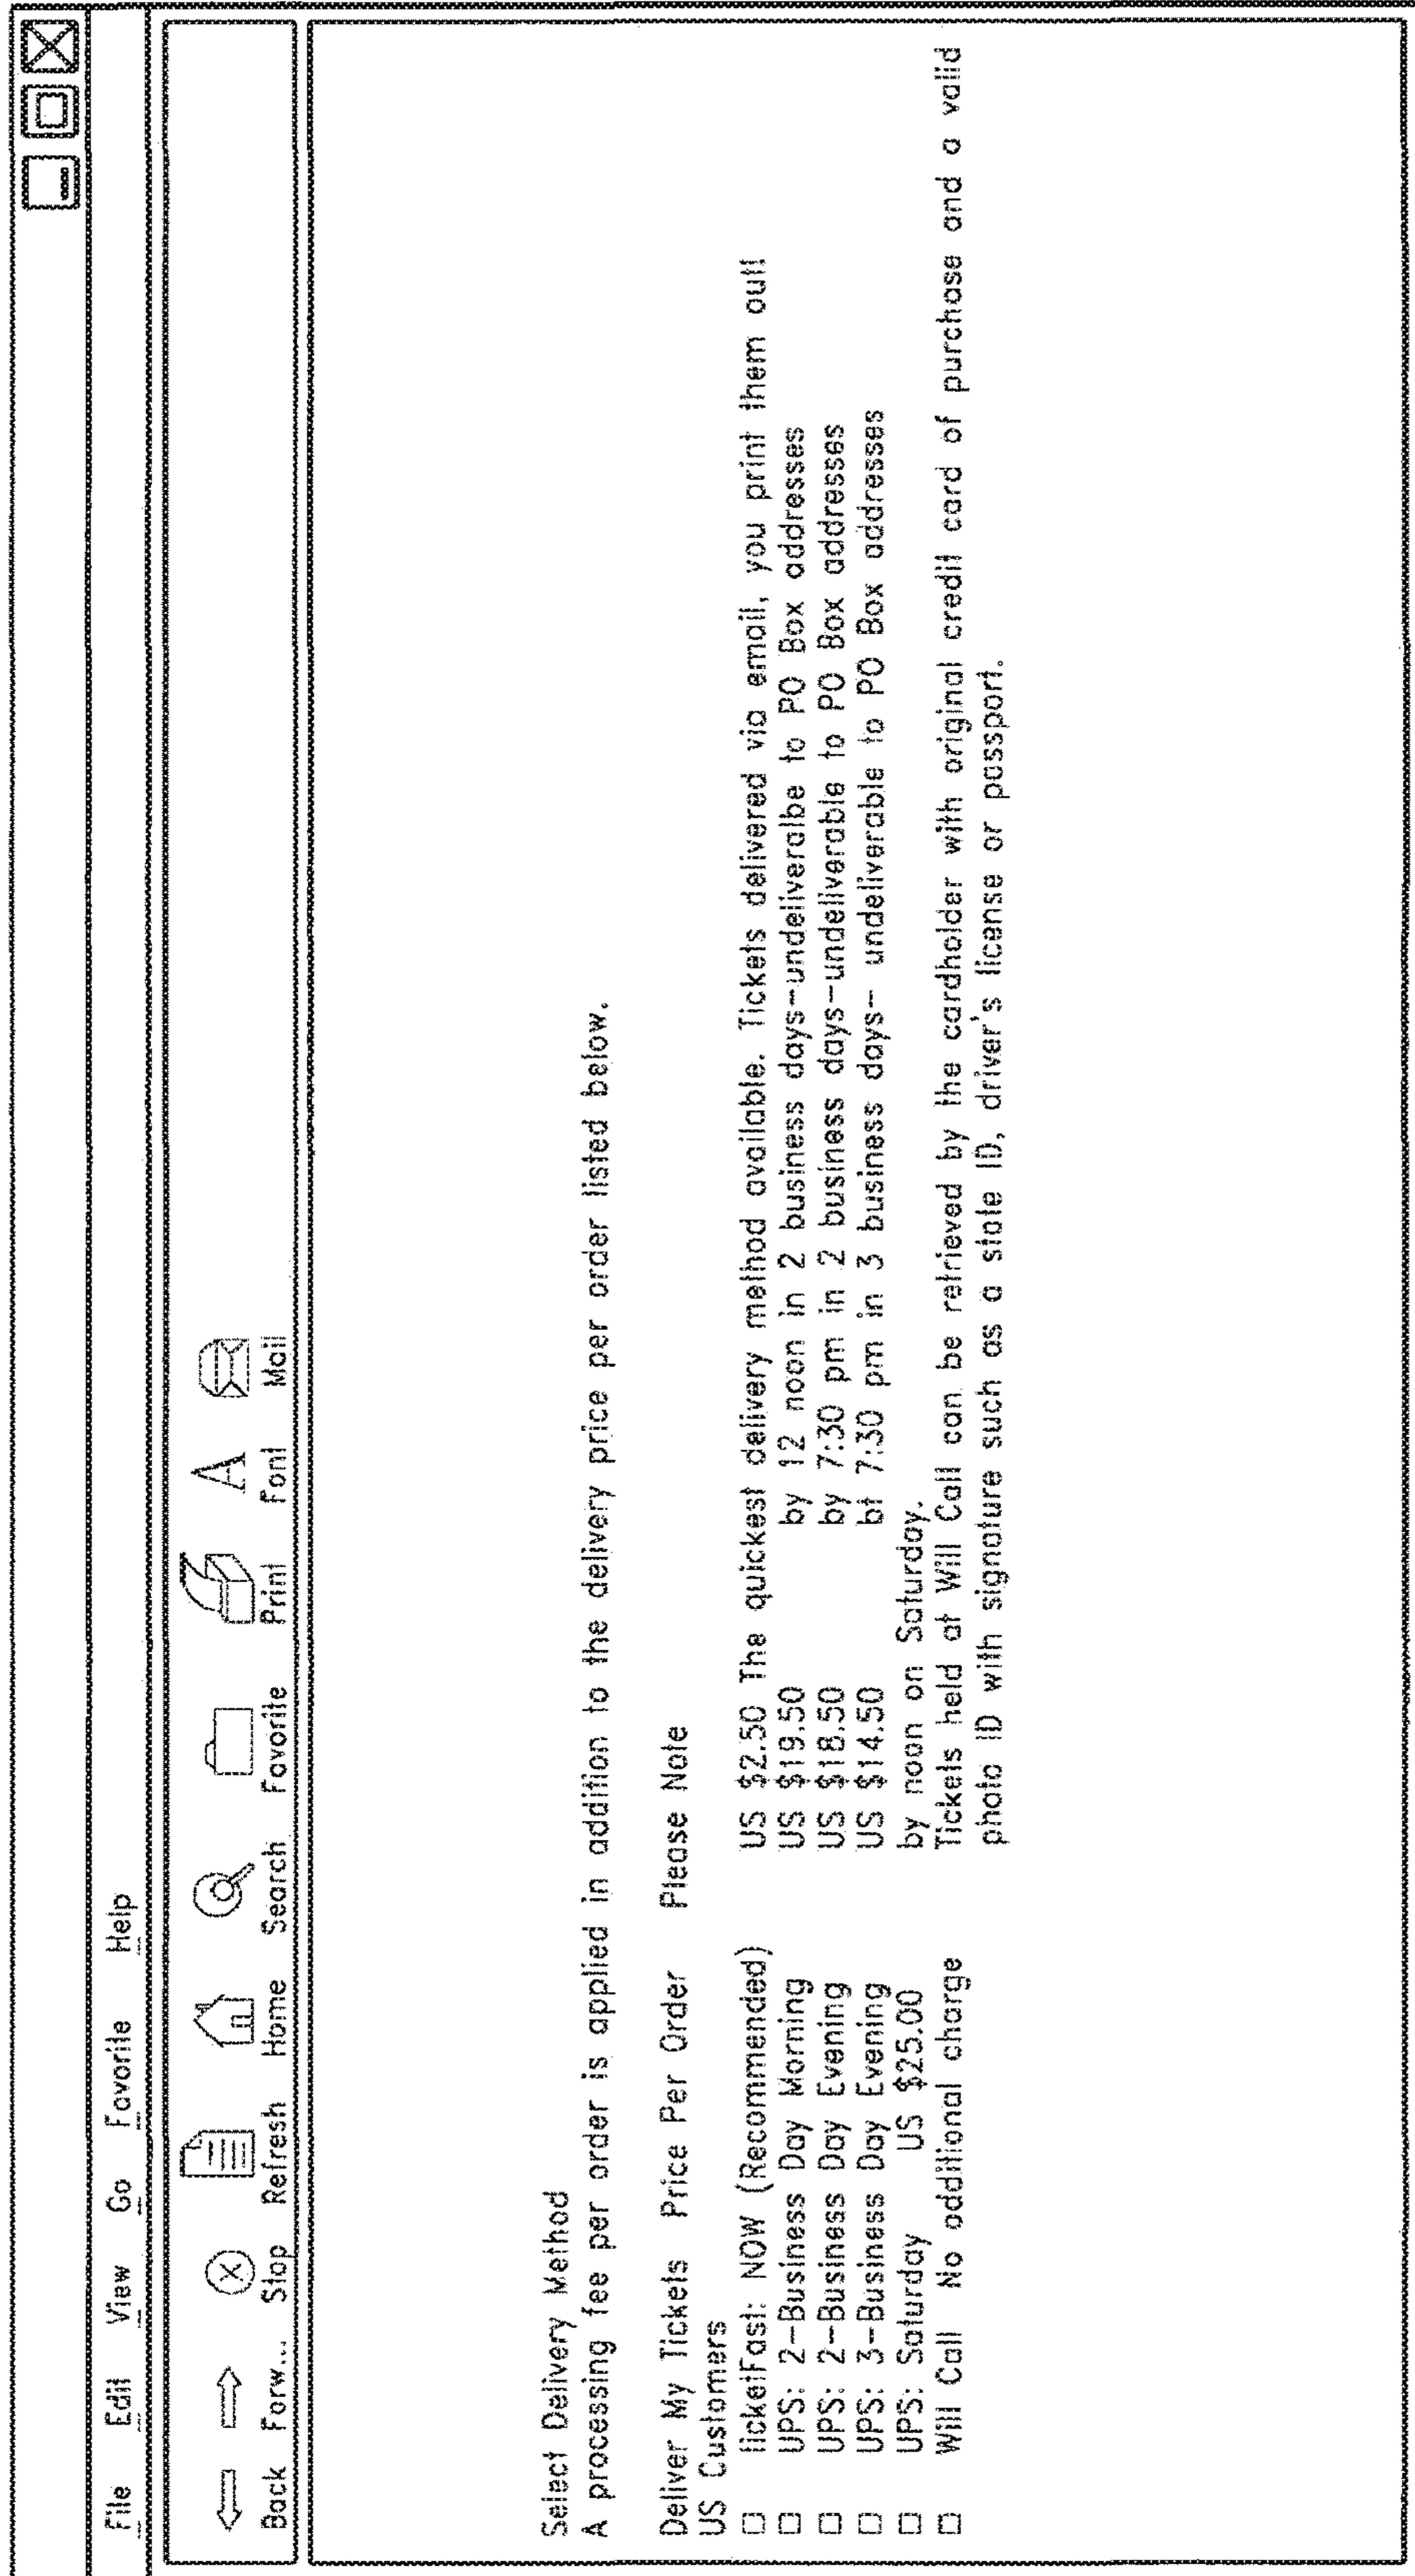 File Edit View Go Favorite Help
Back Forw... Stop Refresh Home Search Favorite Print Font Mail
Select Delivery Method
A processing fee per order is applied in addition to the delivery price per order listed below.
Deliver My Tickets Price Per Order Please Note
US Customers
ticketFast: NOW (Recommended) US $2.50 The quickest delivery method available. Tickets delivered via email, you print them out!
UPS: 2-Business Day Morning US $19.50 by 12 noon in 2 business days-undeliveralbe to PO Box addresses
UPS: 2-Business Day Evening US $18.50 by 7:30 pm in 2 business days-undeliverable to PO Box addresses
UPS: 3-Business Day Evening US $14.50 bt 7:30 pm in 3 business days- undeliverable to PO Box addresses
UPS: Saturday US $25.00 by noon on Saturday.
Will Call No additional charge Tickets held at Will Call can be retrieved by the cardholder with original credit card of purchase and a valid
photo ID with signature such as a state ID, driver's license or passport.